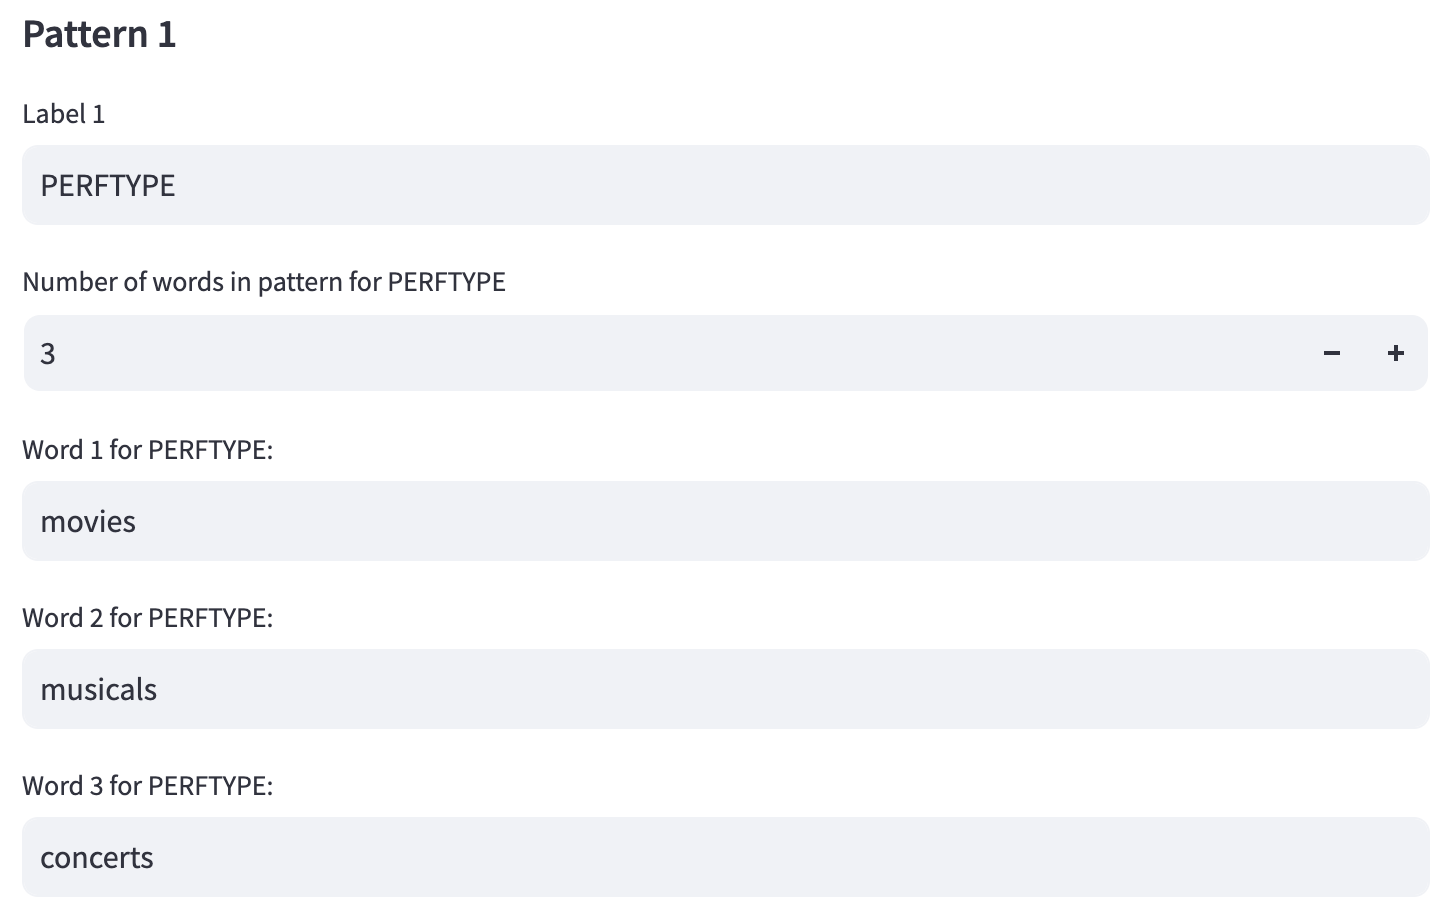 Pattern 1
Label 1
PERFTYPE
Number of words in pattern for PERFTYPE
3
Word 1 for PERFTYPE:
movies
Word 2 for PERFTYPE:
musicals
Word 3 for PERFTYPE:
concerts